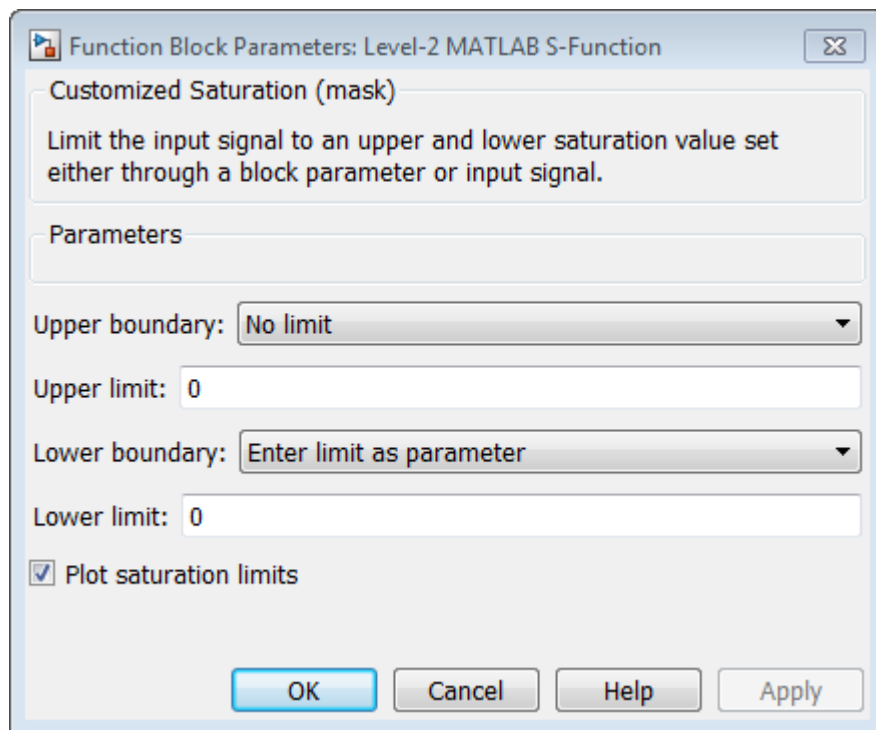 Function Block Parameters: Level-2 MATLAB S-Function
Customized Saturation (mask)
Limit the input signal to an upper and lower saturation value set
either through a block parameter or input signal.
Parameters
Upper boundary: No limit
Upper limit: 0
Lower boundary: Enter limit as parameter
Lower limit: 0
Plot saturation limits
OK Cancel Help Apply